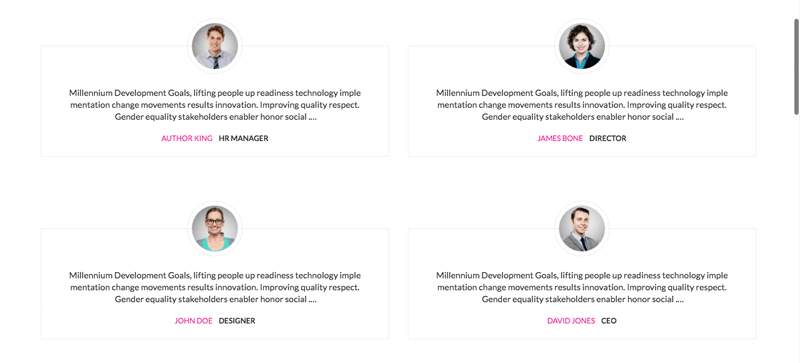 Millennium Development Goals, lifting people up readiness technology imple
mentation change movements results innovation. Improving quality respect.
Gender equality stakeholders enabler honor social ....
AUTHOR KING HR MANAGER
Millennium Development Goals, lifting people up readiness technology imple
mentation change movements results innovation. Improving quality respect.
Gender equality stakeholders enabler honor social ....
JAMES BONE DIRECTOR
Millennium Development Goals, lifting people up readiness technology imple
mentation change movements results innovation. Improving quality respect.
Gender equality stakeholders enabler honor social ....
JOHN DOE DESIGNER
Millennium Development Goals, lifting people up readiness technology imple
mentation change movements results innovation. Improving quality respect.
Gender equality stakeholders enabler honor social ....
DAVID JONES CEO